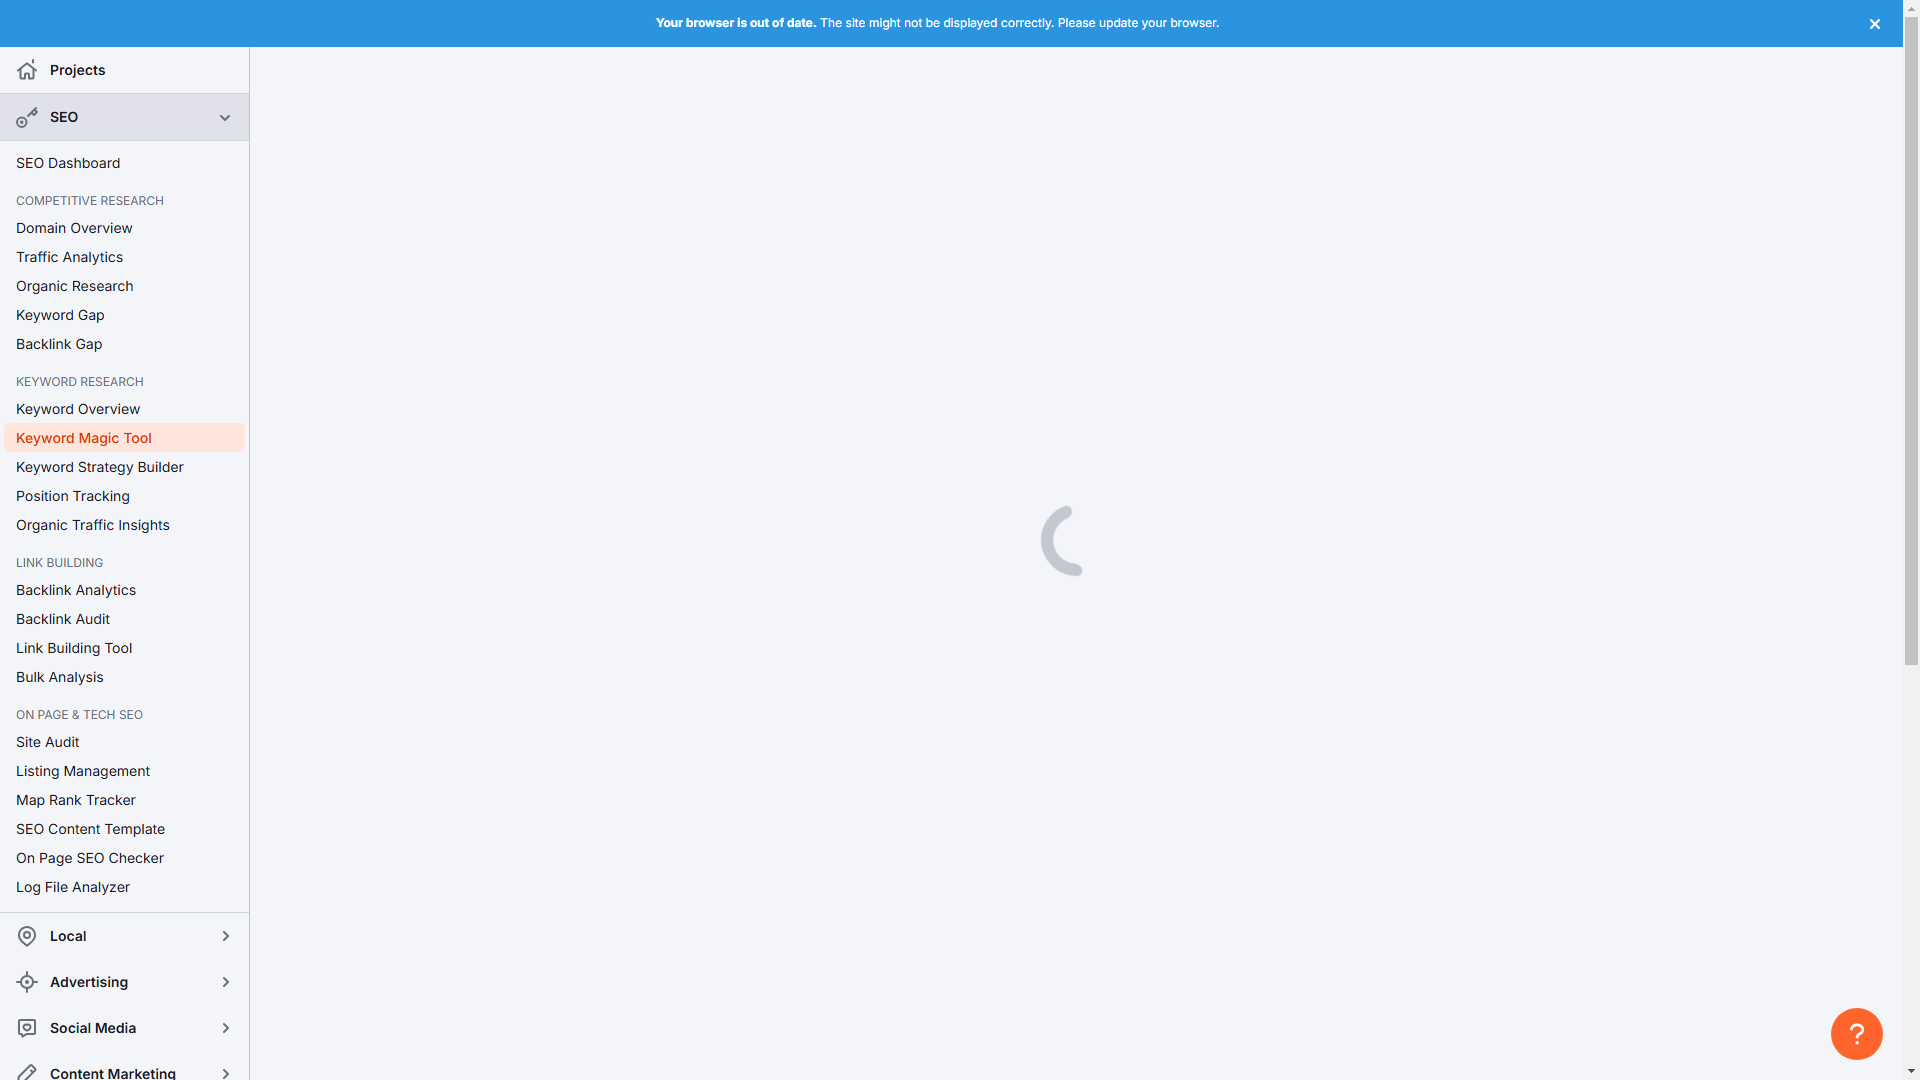 Your browser is out of date. The site might not be displayed correctly. Please update your browser.
Projects
SEO
SEO Dashboard
COMPETITIVE RESEARCH
Domain Overview
Traffic Analytics
Organic Research
Keyword Gap
Backlink Gap
KEYWORD RESEARCH
Keyword Overview
Keyword Magic Tool
Keyword Strategy Builder
Position Tracking
Organic Traffic Insights
LINK BUILDING
Backlink Analytics
Backlink Audit
Link Building Tool
Bulk Analysis
ON PAGE & TECH SEO
Site Audit
Listing Management
Map Rank Tracker
SEO Content Template
On Page SEO Checker
Log File Analyzer
Local
Advertising
Social Media
Content Marketing
?